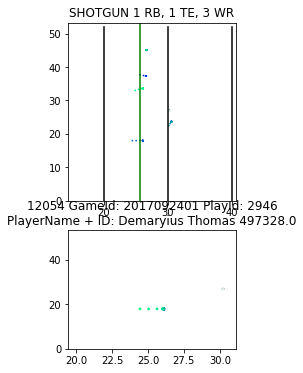 SHOTGUN 1 RB, 1 TE, 3 WR
50
40
30
20
10
0
20 30 40
12054 GameId: 2017092401 PlayId: 2946
PlayerName + ID: Demaryius Thomas 497328.0
40
20
0
20.0 22.5 25.0 27.5 30.0